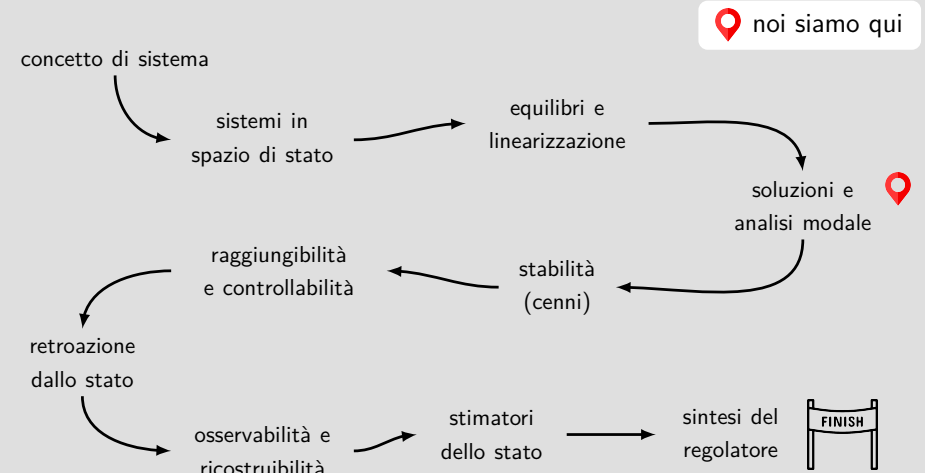 noi siamo qui
concetto di sistema
sistemi in
spazio di stato
equilibri e
linearizzazione
soluzioni e
analisi modale
stabilità
(cenni)
raggiungibilità
e controllabilità
retroazione
dallo stato
osservabilità e
ricostruibilità
stimatori
dello stato
sintesi del
regolatore
FINISH